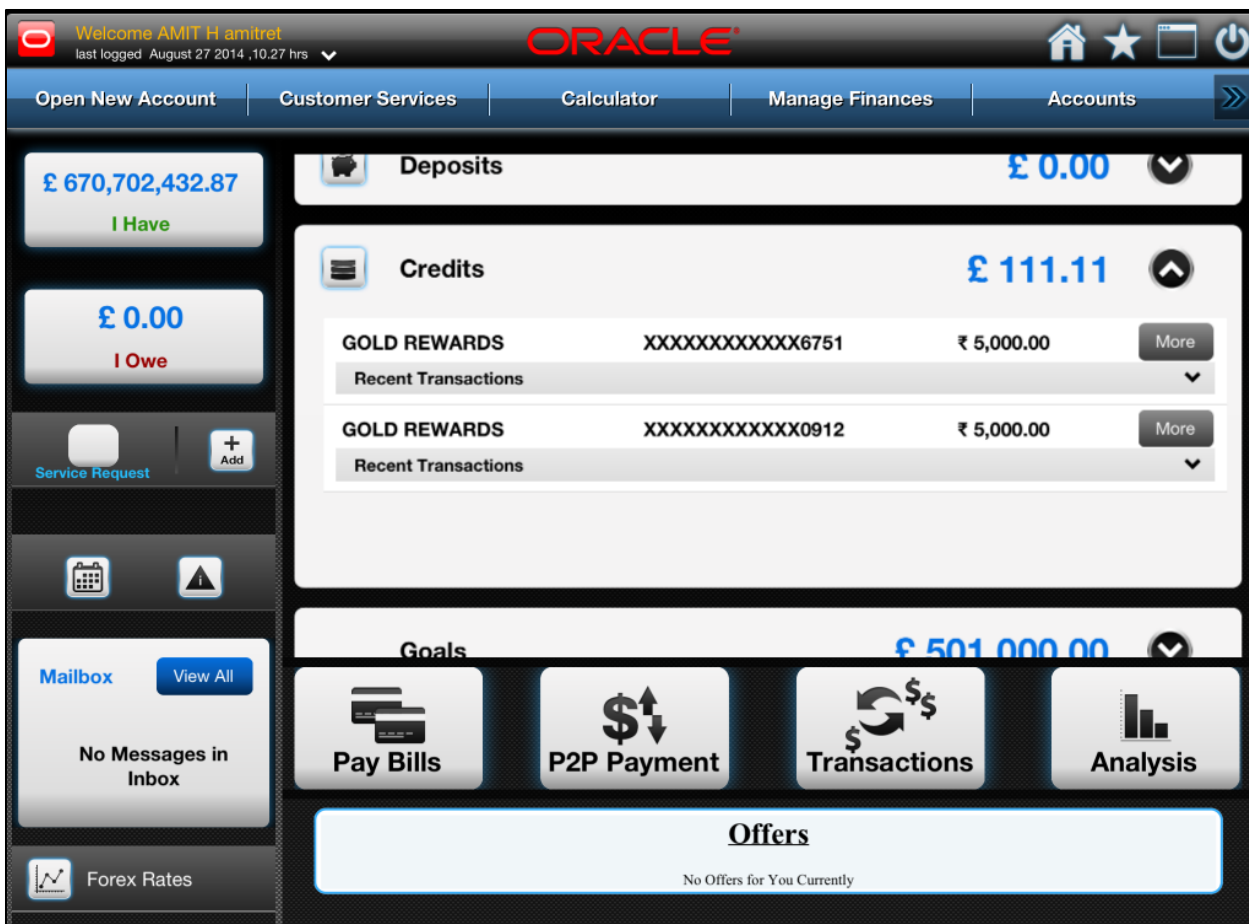 Welcome AMIT H amitret
last logged August 27 2014 ,10.27 hrs
ORACLE
Open New Account
Customer Services
Calculator
Manage Finances
Accounts
£ 670,702,432.87
I Have
£ 0.00
I Owe
Service Request
+
Add
Mailbox
View All
No Messages in
Inbox
Forex Rates
Deposits £ 0.00
Credits £ 111.11
GOLD REWARDS XXXXXXXXXXXX6751 ₹ 5,000.00 More
Recent Transactions
GOLD REWARDS XXXXXXXXXXXX0912 ₹ 5,000.00 More
Recent Transactions
Goals £ 501,000.00
Pay Bills
P2P Payment
Transactions
Analysis
Offers
No Offers for You Currently